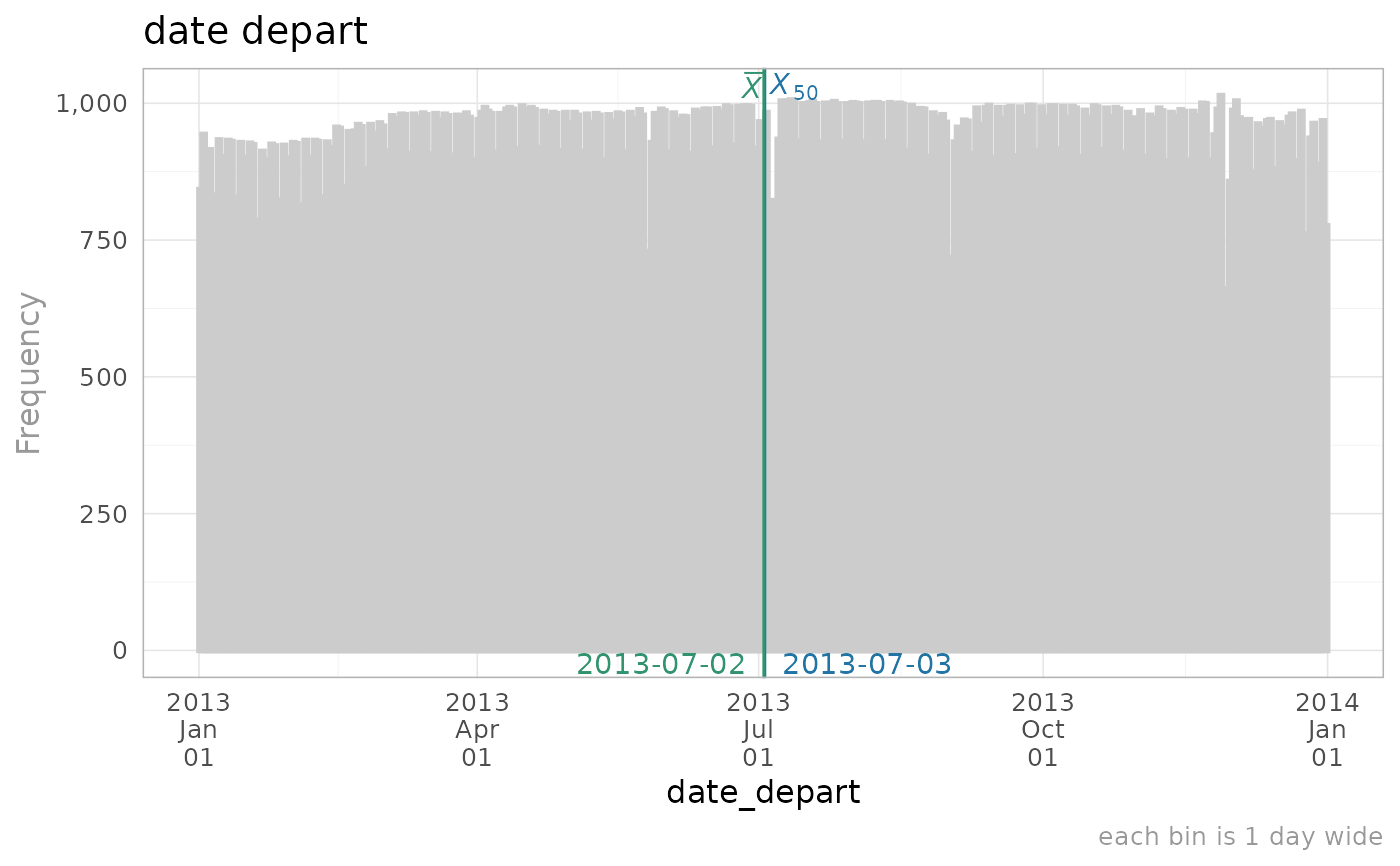 date depart
X̅ X50
1,000
750
500
250
0
Frequency
2013-07-02 2013-07-03
2013 2013 2013 2013 2014
Jan Apr Jul Oct Jan
01 01 01 01 01
date_depart
each bin is 1 day wide